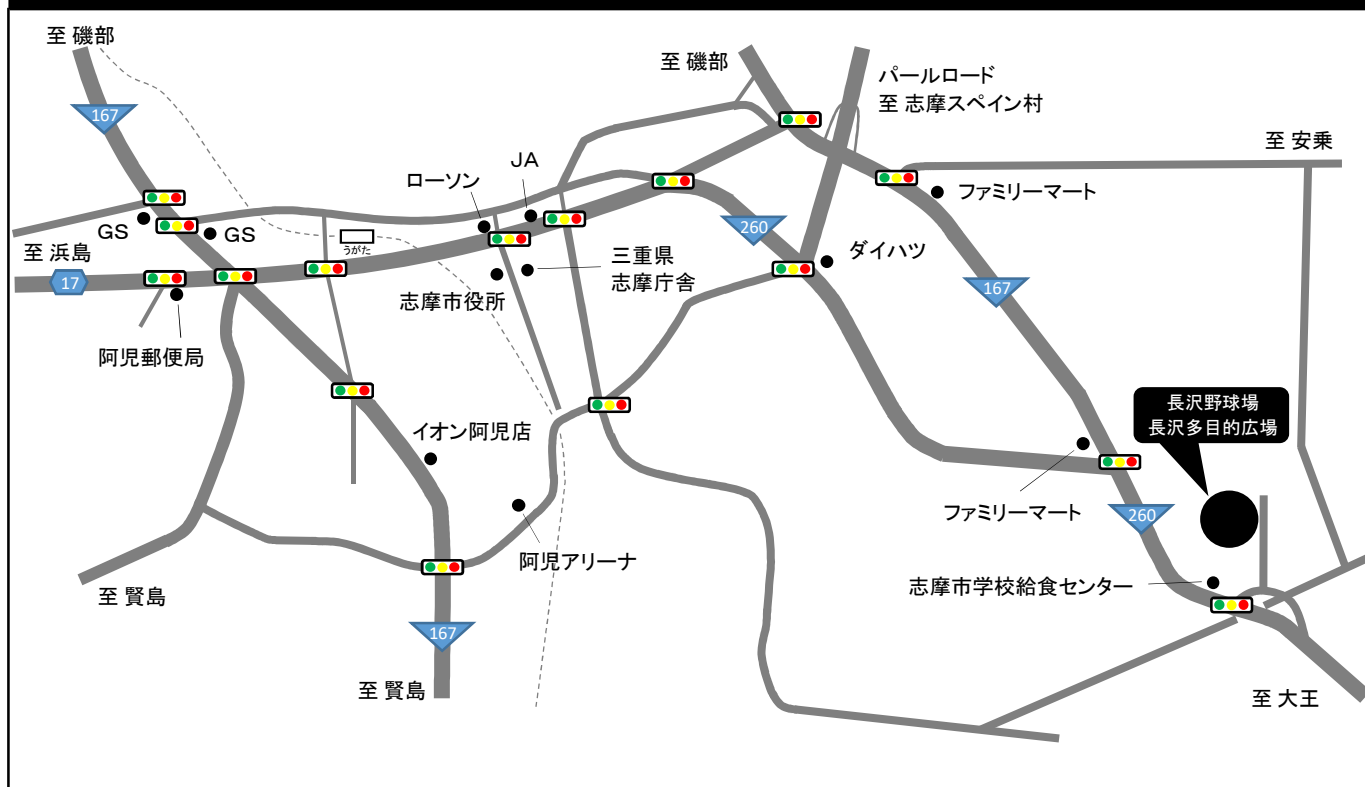 至 磯部
至 磯部
パールロード
至 志摩スペイン村
167
至 安乗
JA
ローソン
ファミリーマート
GS
GS
260
至 浜島
うがた
三重県
志摩庁舎
ダイハツ
17
志摩市役所
167
阿児郵便局
長沢野球場
長沢多目的広場
イオン阿児店
ファミリーマート
260
阿児アリーナ
志摩市学校給食センター
至 賢島
167
至 賢島
至 大王